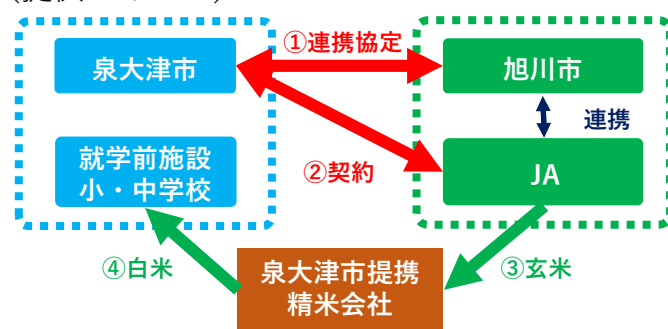 ①連携協定
泉大津市
旭川市
連携
就学前施設
小・中学校
②契約
JA
④白米
泉大津市提携
精米会社
③玄米